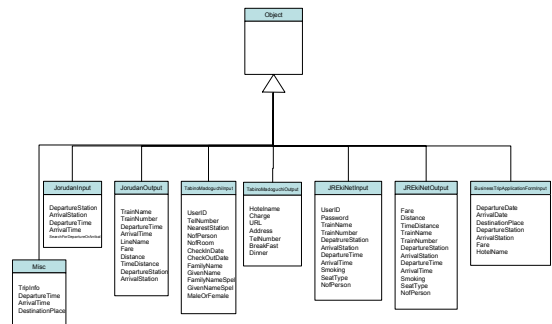 Object
JorudanInput
DepartureStation
ArrivalStation
DepartureTime
ArrivalTime
SearchForDepartureOrArrival
JorudanOutput
TrainName
TrainNumber
DepartureTime
ArrivalTime
LineName
Fare
Distance
TimeDistance
DepartureStation
ArrivalStation
TabinoMadoguchiInput
UserID
TelNumber
NearestStation
NofPerson
NofRoom
CheckInDate
CheckOutDate
FamilyName
GivenName
FamilyNameSpel
GivenNameSpel
MaleOrFemale
TabinoMadoguchiOutput
Hotelname
Charge
URL
Address
TelNumber
BreakFast
Dinner
JREkiNetInput
UserID
Password
TrainName
TrainNumber
DepartureStation
ArrivalStation
DepartureTime
ArrivalTime
Smoking
SeatType
NofPerson
JREkiNetOutput
Fare
Distance
TimeDistance
TrainName
TrainNumber
DepartureStation
ArrivalStation
DepartureTime
ArrivalTime
Smoking
SeatType
NofPerson
BusinessTripApplicationFormInput
DepartureDate
ArrivalDate
DestinationPlace
DepartureStation
ArrivalStation
Fare
HotelName
Misc
TripInfo
DepartureTime
ArrivalTime
DestinationPlace